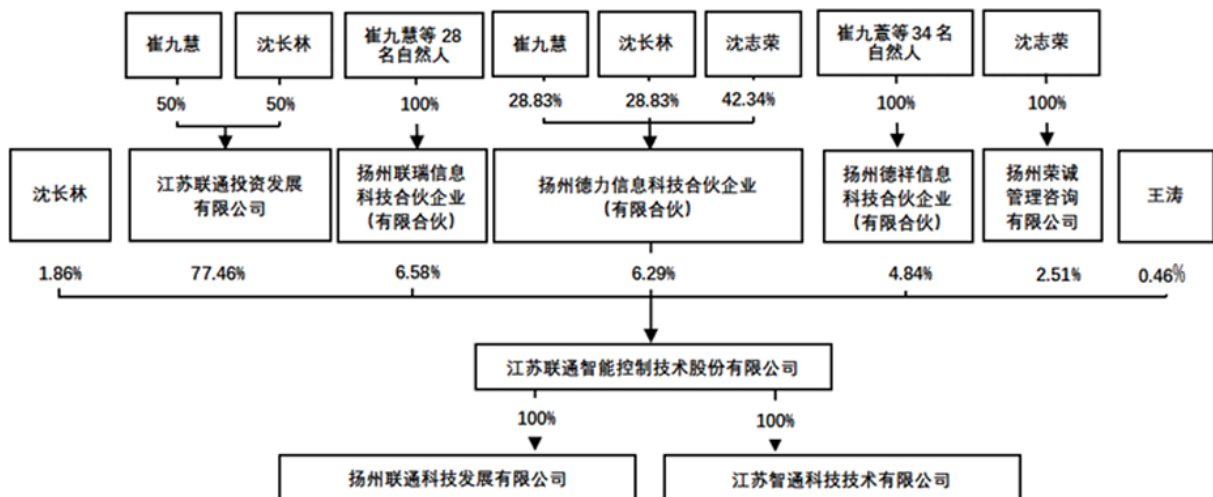 崔九慧
沈长林
崔九慧等 28
名自然人
崔九慧
沈长林
沈志荣
崔九薏等 34 名
自然人
沈志荣
50%
50%
100%
28.83%
28.83%
42.34%
100%
100%
沈长林
江苏联通投资发展
有限公司
扬州联瑞信息
科技合伙企业
(有限合伙)
扬州德力信息科技合伙企业
(有限合伙)
扬州德祥信息
科技合伙企业
(有限合伙)
扬州荣诚
管理咨询
有限公司
王涛
1.86%
77.46%
6.58%
6.29%
4.84%
2.51%
0.46%
江苏联通智能控制技术股份有限公司
100%
100%
扬州联通科技发展有限公司
江苏智通科技技术有限公司